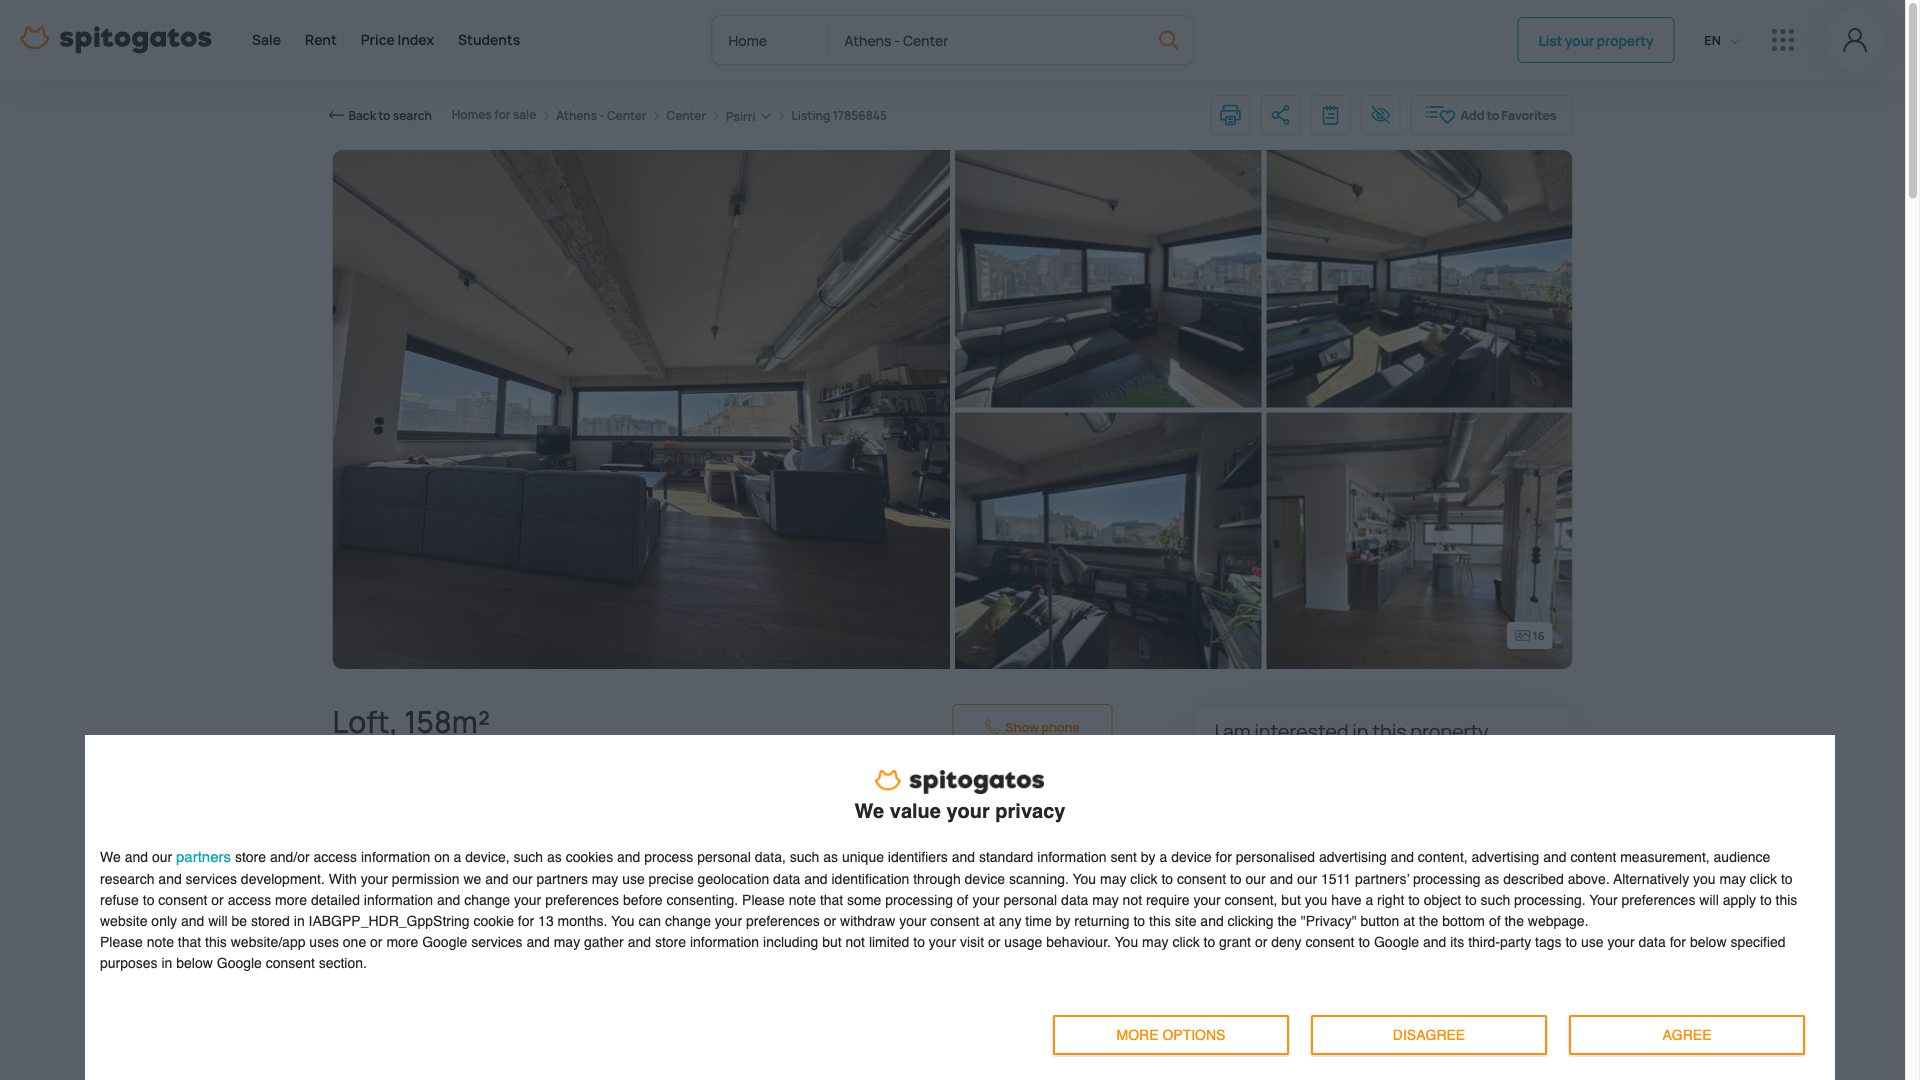 spitogatos
Sale
Rent
Price Index
Students
Home
Athens - Center
List your property
EN
Back to search
Homes for sale
Athens - Center
Center
Psirri
Listing 17856845
Add to Favorites
16
Loft, 158m²
Show phone
I am interested in this property
spitogatos
We value your privacy
We and our partners store and/or access information on a device, such as cookies and process personal data, such as unique identifiers and standard information sent by a device for personalised advertising and content, advertising and content measurement, audience
research and services development. With your permission we and our partners may use precise geolocation data and identification through device scanning. You may click to consent to our and our 1511 partners’ processing as described above. Alternatively you may click to
refuse to consent or access more detailed information and change your preferences before consenting. Please note that some processing of your personal data may not require your consent, but you have a right to object to such processing. Your preferences will apply to this
website only and will be stored in IABGPP_HDR_GppString cookie for 13 months. You can change your preferences or withdraw your consent at any time by returning to this site and clicking the "Privacy" button at the bottom of the webpage.
Please note that this website/app uses one or more Google services and may gather and store information including but not limited to your visit or usage behaviour. You may click to grant or deny consent to Google and its third-party tags to use your data for below specified
purposes in below Google consent section.
MORE OPTIONS
DISAGREE
AGREE